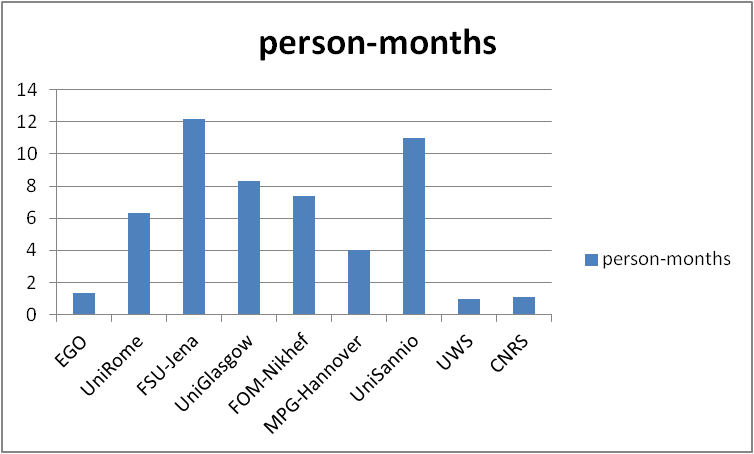 person-months
14
12
10
8
6
4
2
0
EGO
UniRome
FSU-Jena
UniGlasgow
FOM-Nikhef
MPG-Hannover
UniSannio
UWS
CNRS
person-months